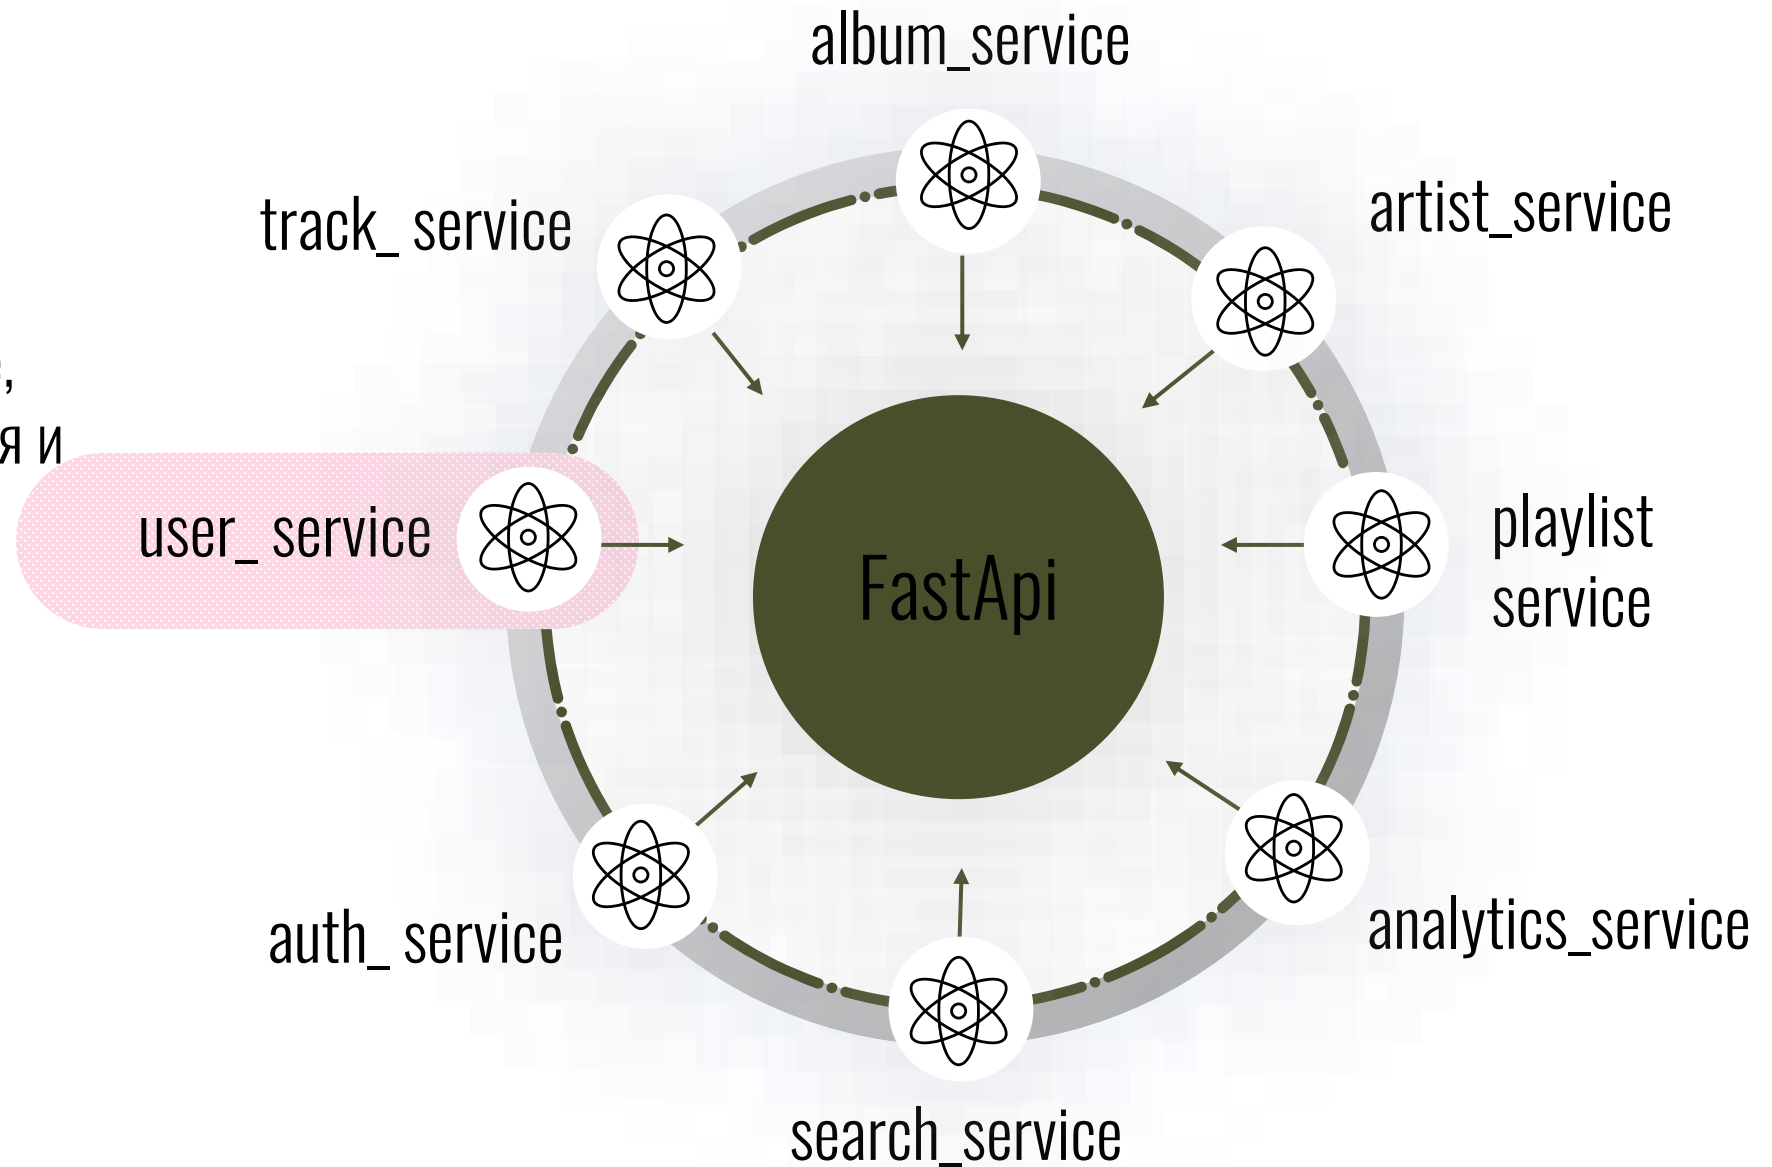 album_service
artist_service
track_ service
я и
user_ service
playlist
service
FastApi
auth_ service
analytics_service
search_service